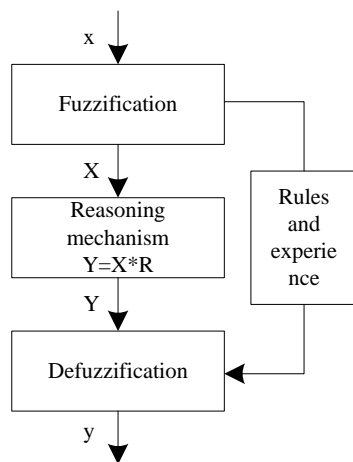 x
Fuzzification
X
Reasoning
mechanism
Y=X*R
Rules
and
experie
nce
Y
Defuzzification
y